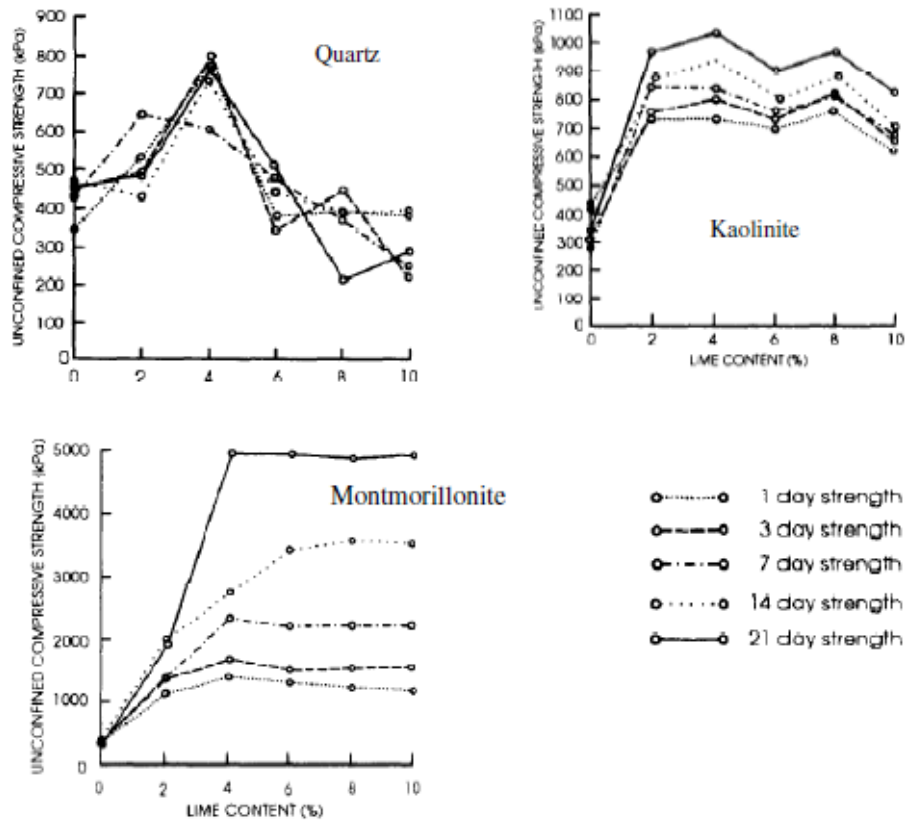 UNCONFINED COMPRESSIVE STRENGTH (kPa)
900
800
700
600
500
400
300
200
100
0
Quartz
0 2 4 6 8 10
UNCONFINED COMPRESSIVE STRENGTH (kPa)
1100
1000
900
800
700
600
500
400
300
200
100
0
Kaolinite
0 2 4 6 8 10
LIME CONTENT (%)
UNCONFINED COMPRESSIVE STRENGTH (kPa)
5000
4000
3000
2000
1000
0
Montmorillonite
0 2 4 6 8 10
LIME CONTENT (%)
1 day strength
3 day strength
7 day strength
14 day strength
21 day strength